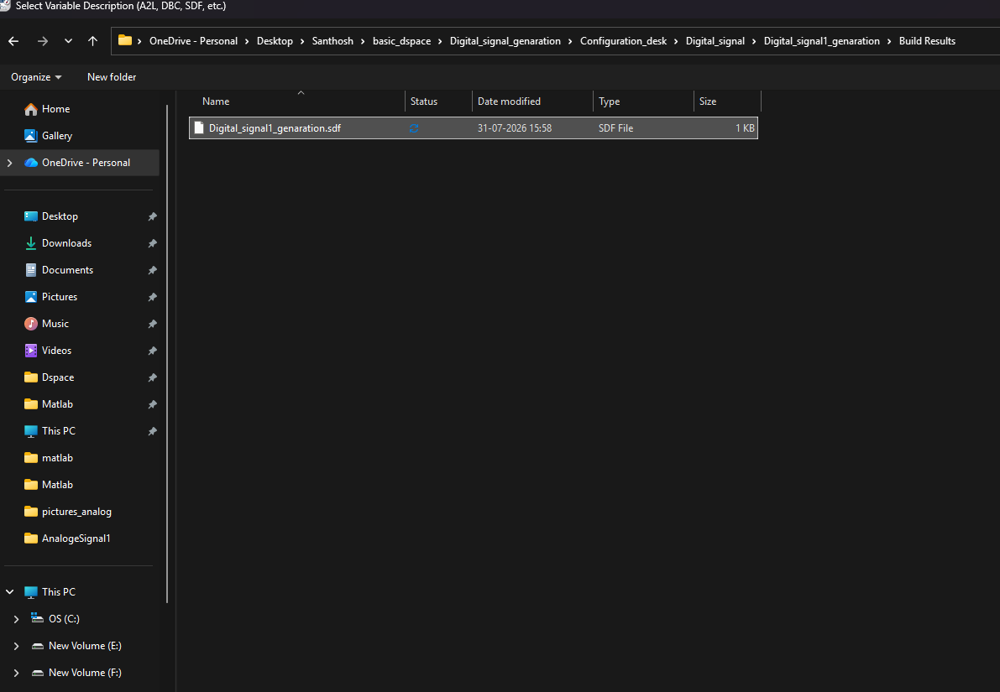 Select Variable Description (A2L, DBC, SDF, etc.)
OneDrive - Personal > Desktop > Santhosh > basic_dspace > Digital_signal_genaration > Configuration_desk > Digital_signal > Digital_signal1_genaration > Build Results
Organize New folder
Name Status Date modified Type Size
Digital_signal1_genaration.sdf 31-07-2026 15:58 SDF File 1 KB
Home
Gallery
OneDrive - Personal
Desktop
Downloads
Documents
Pictures
Music
Videos
Dspace
Matlab
This PC
matlab
Matlab
pictures_analog
AnalogeSignal1
This PC
OS (C:)
New Volume (E:)
New Volume (F:)